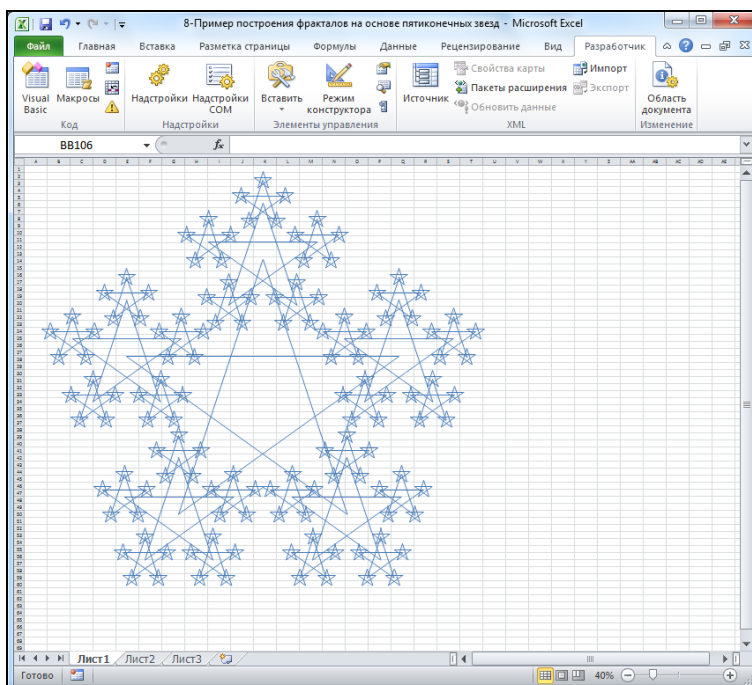 8-Пример построения фракталов на основе пятиконечных звезд - Microsoft Excel
Файл Главная Вставка Разметка страницы Формулы Данные Рецензирование Вид Разработчик
Visual Basic Макросы Надстройки Надстройки COM Вставить Режим конструктора Источник Свойства карты Импорт
Пакеты расширения Экспорт
Обновить данные
Область документа
Код Надстройки Элементы управления XML Изменение
BB106 fx
Лист1 Лист2 Лист3
Готово 40%